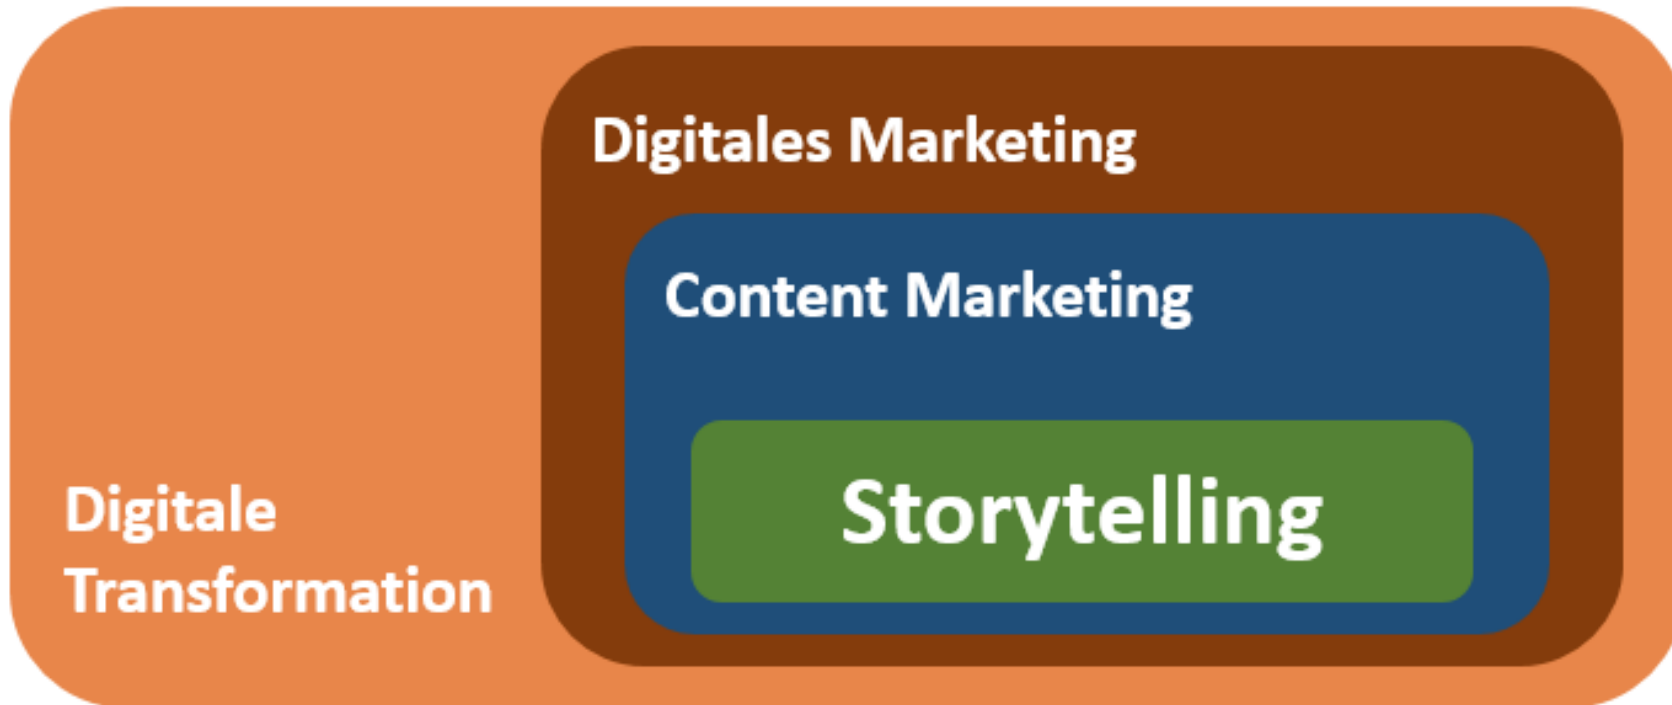 Digitales Marketing
Content Marketing
Storytelling
Digitale
Transformation